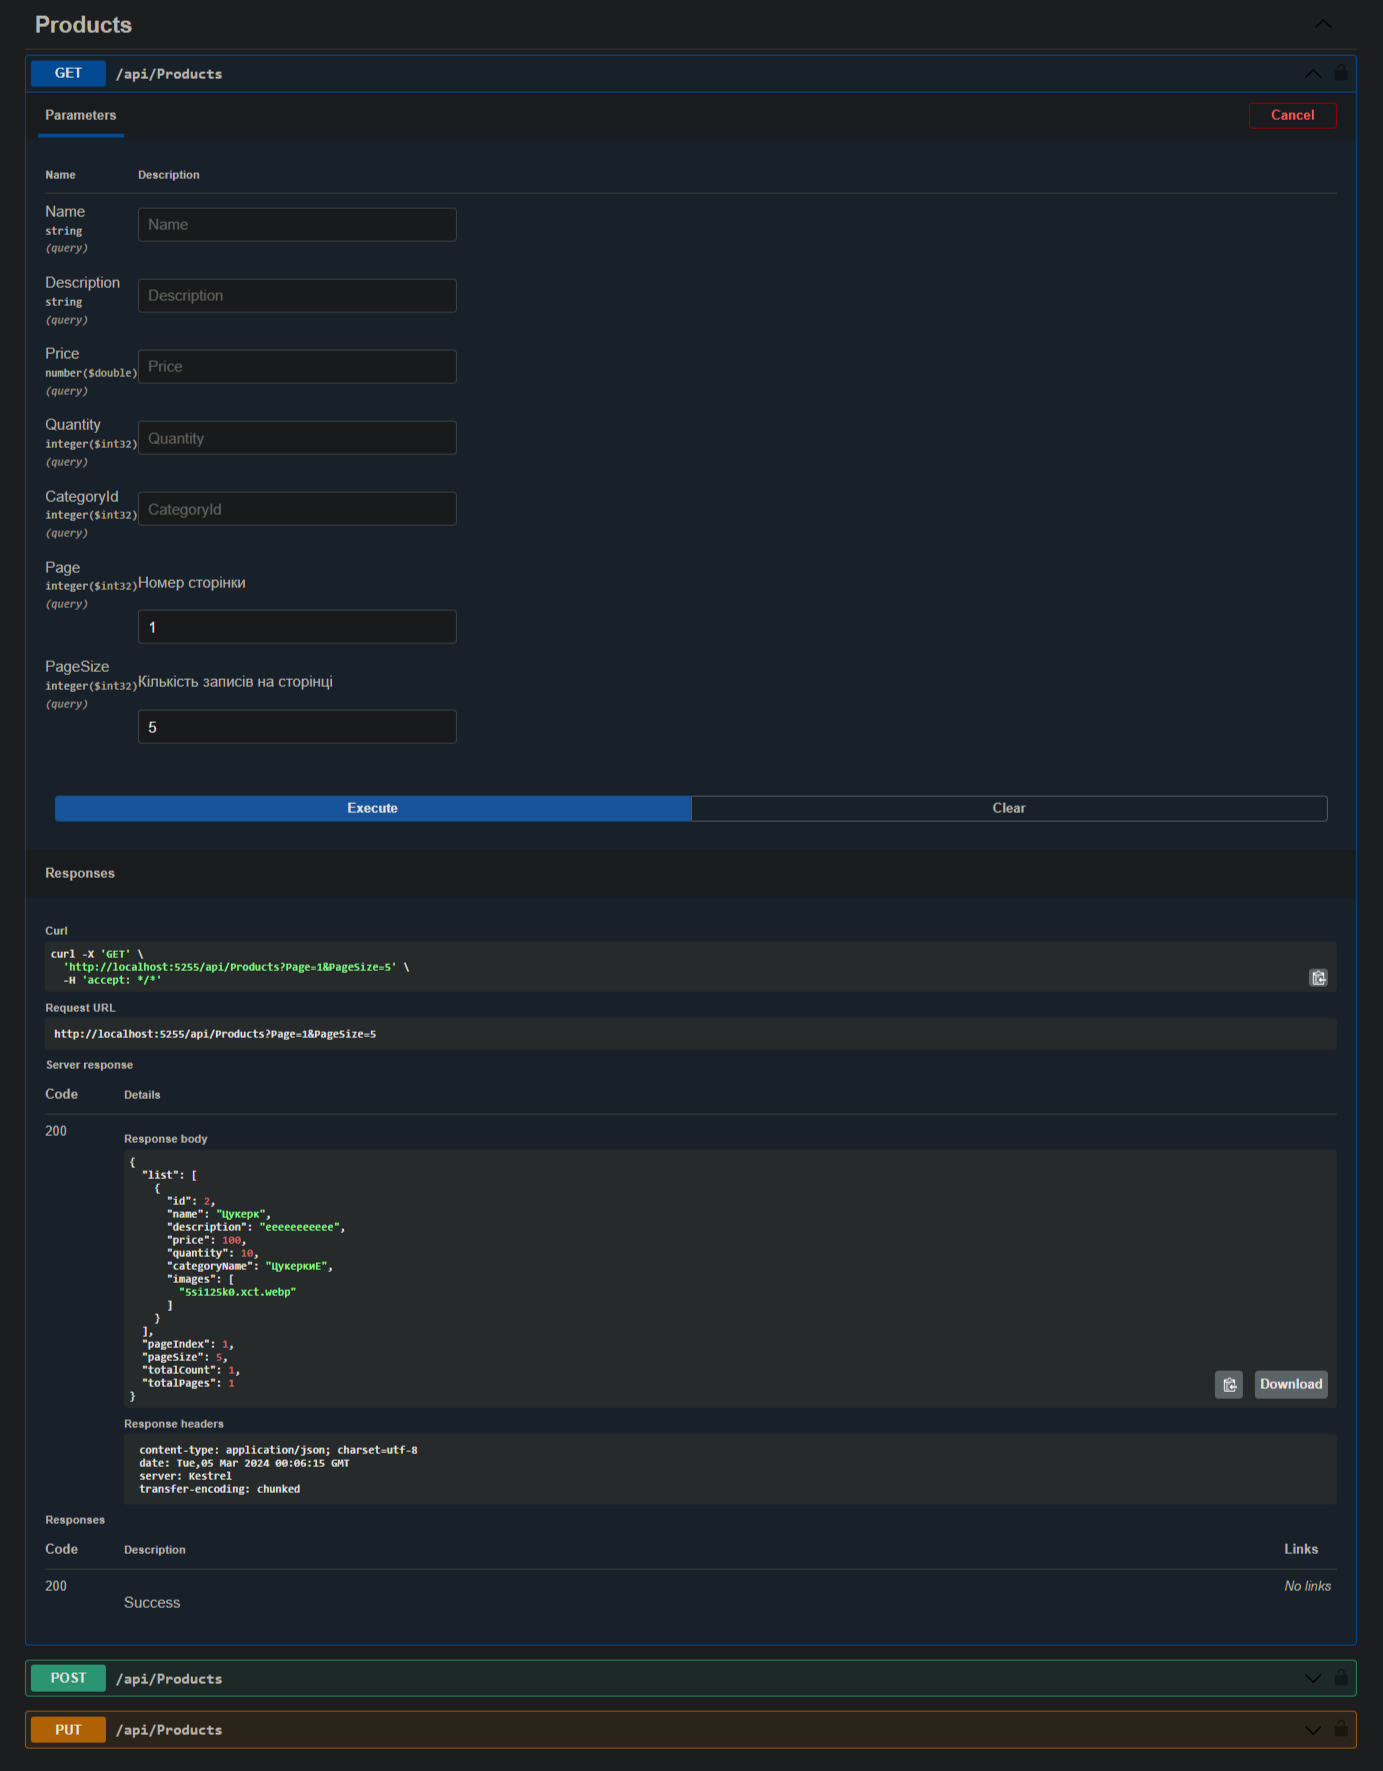 Products
GET /api/Products
Parameters
Cancel
Name Description
Name
string
(query)
Name
Description
string
(query)
Description
Price
number($double)
(query)
Price
Quantity
integer($int32)
(query)
Quantity
CategoryId
integer($int32)
(query)
CategoryId
Page
integer($int32)
(query)
Номер сторінки
1
PageSize
integer($int32)
(query)
Кількість записів на сторінці
5
Execute Clear
Responses
Curl
curl -X 'GET' \
'http://localhost:5255/api/Products?Page=1&PageSize=5' \
-H 'accept: */*'
Request URL
http://localhost:5255/api/Products?Page=1&PageSize=5
Server response
Code Details
200
Response body
{
"list": [
{
"id": 2,
"name": "Цукерк",
"description": "eeeeeeeeeee",
"price": 100,
"quantity": 10,
"categoryName": "ЦукеркиЕ",
"images": [
"5si125k0.xct.webp"
]
}
],
"pageIndex": 1,
"pageSize": 5,
"totalCount": 1,
"totalPages": 1
}
Download
Response headers
content-type: application/json; charset=utf-8
date: Tue,05 Mar 2024 00:06:15 GMT
server: Kestrel
transfer-encoding: chunked
Responses
Code Description Links
200
Success
No links
POST /api/Products
PUT /api/Products